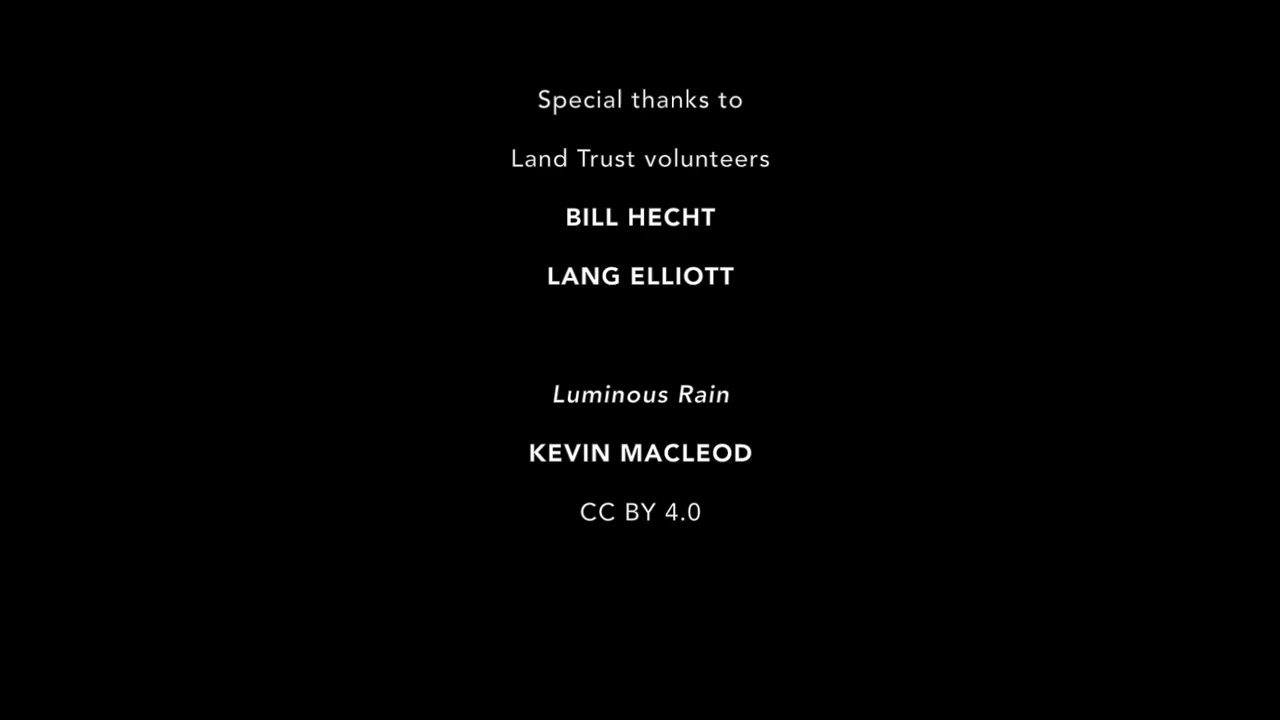 Special thanks to
Land Trust volunteers
BILL HECHT
LANG ELLIOTT
Luminous Rain
KEVIN MACLEOD
CC BY 4.0